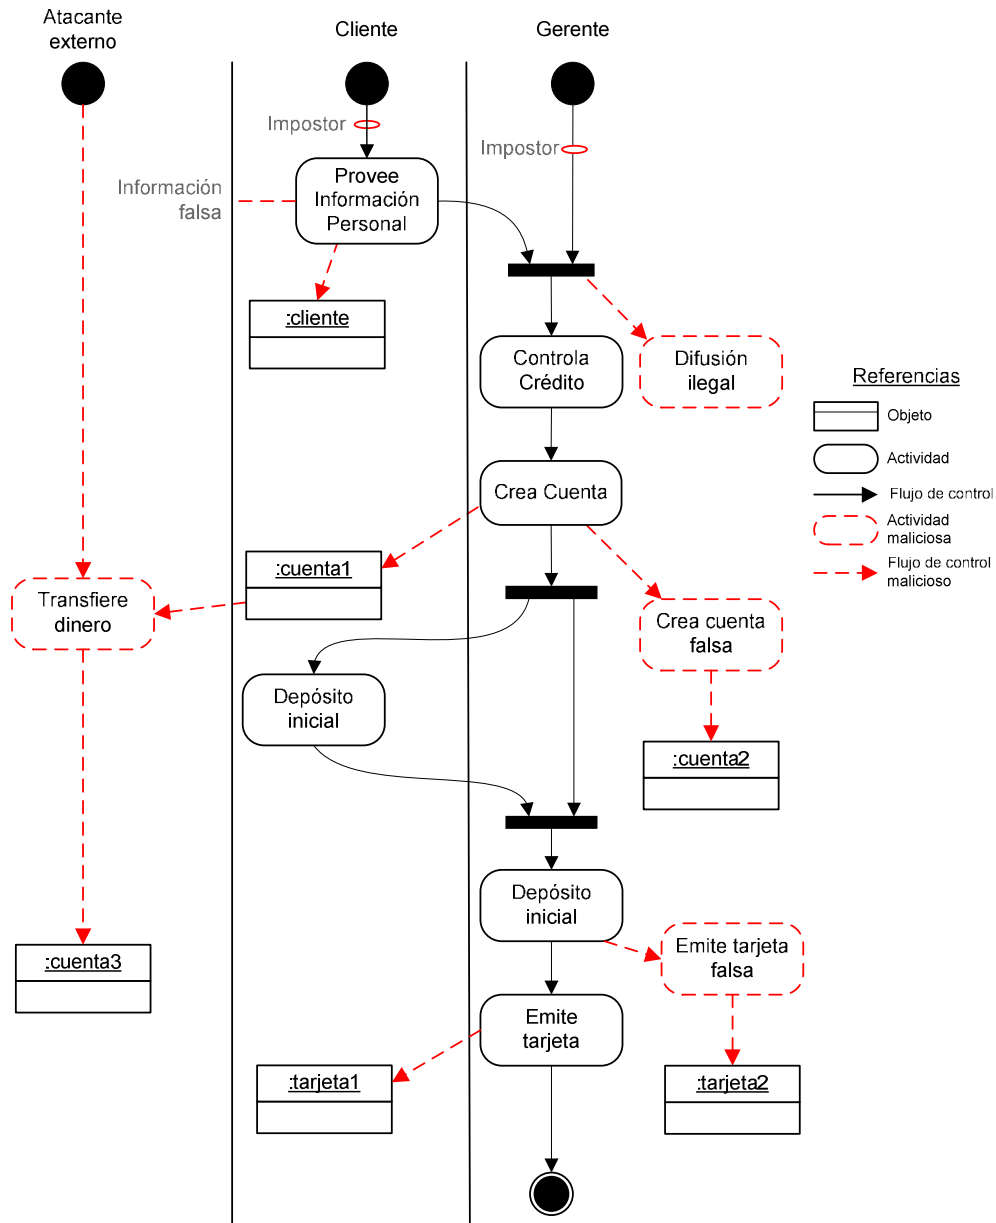 Atacante
externo
Cliente
Gerente
Impostor
Impostor
Provee
Información
Personal
Información
falsa
:cliente
Controla
Crédito
Difusión
ilegal
Referencias
Objeto
Actividad
Flujo de control
Actividad
maliciosa
Flujo de control
malicioso
Crea Cuenta
:cuenta1
Transfiere
dinero
Crea cuenta
falsa
Depósito
inicial
:cuenta2
Depósito
inicial
Emite tarjeta
falsa
:cuenta3
Emite
tarjeta
:tarjeta1
:tarjeta2